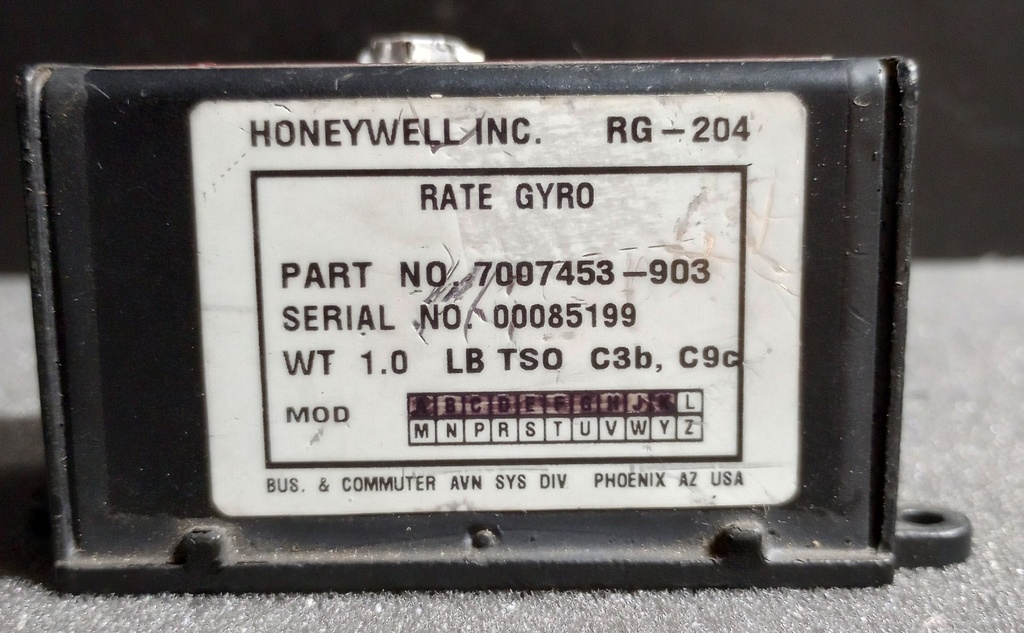 HONEYWELL INC. RG-204
RATE GYRO
PART NO. 7007453-903
SERIAL NO. 00085199
WT 1.0 LB TSO C3b, C9c
MOD A B C D E F G H J K L
M N P R S T U V W Y Z
BUS. & COMMUTER AVN SYS DIV PHOENIX AZ USA